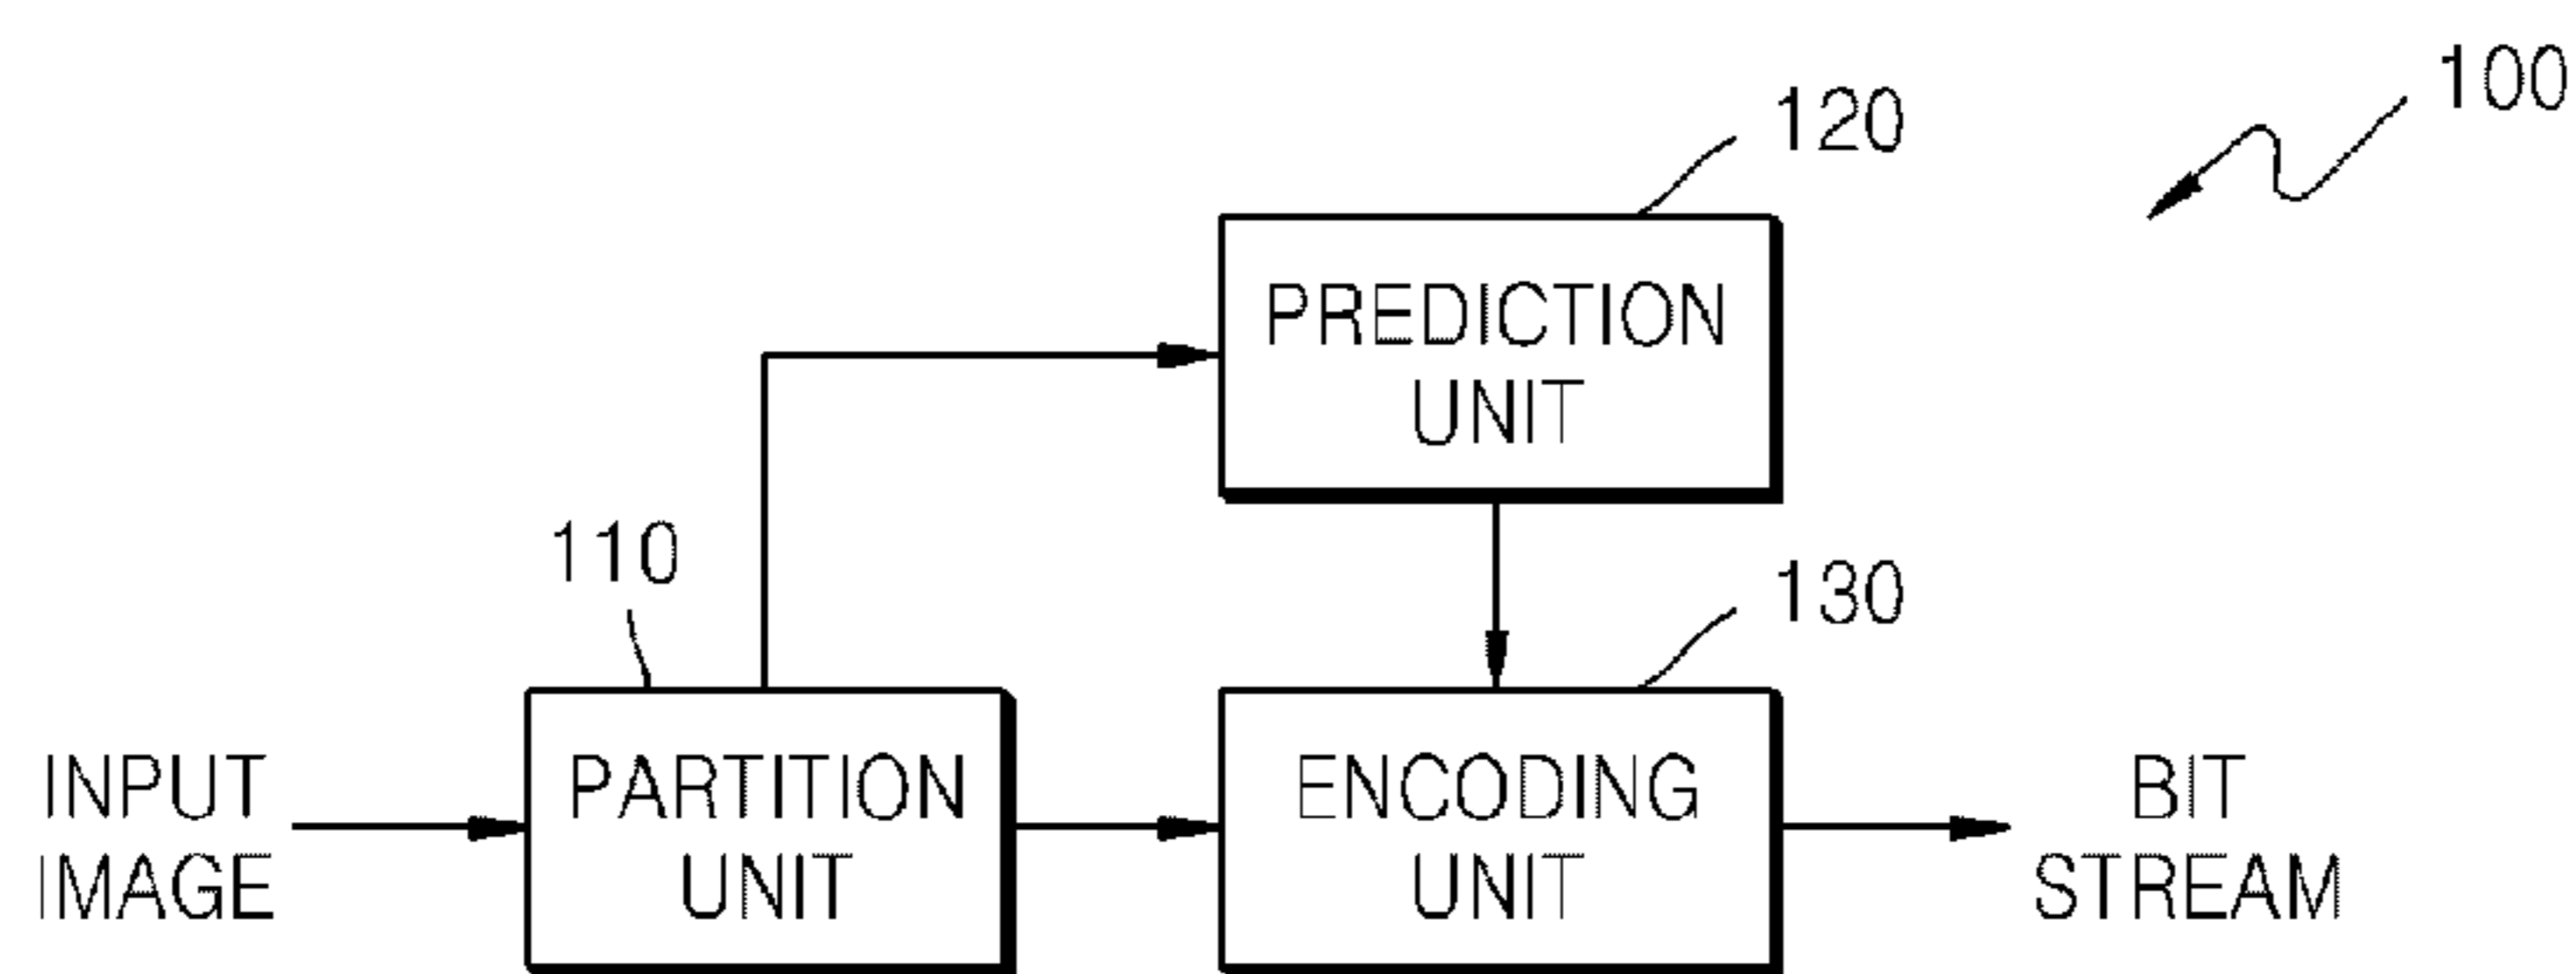 100
120
PREDICTION
UNIT
110
130
INPUT
IMAGE
PARTITION
UNIT
ENCODING
UNIT
BIT
STREAM